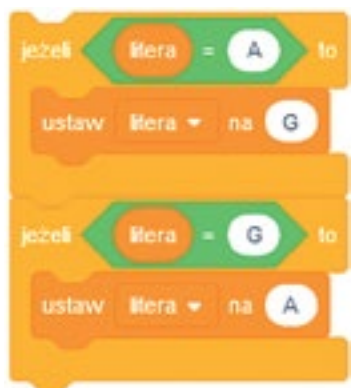 jeżeli litera = A to
ustaw litera na G
jeżeli litera = G to
ustaw litera na A